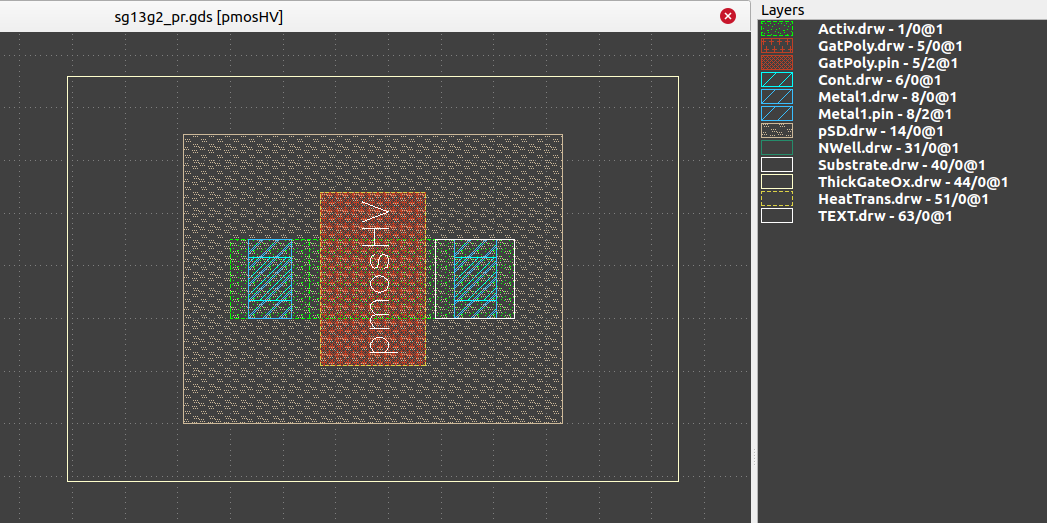 sg13g2_pr.gds [pmosHV]
Layers
Activ.drw - 1/0@1
GatPoly.drw - 5/0@1
GatPoly.pin - 5/2@1
Cont.drw - 6/0@1
Metal1.drw - 8/0@1
Metal1.pin - 8/2@1
pSD.drw - 14/0@1
NWell.drw - 31/0@1
Substrate.drw - 40/0@1
ThickGateOx.drw - 44/0@1
HeatTrans.drw - 51/0@1
TEXT.drw - 63/0@1
pmosHV